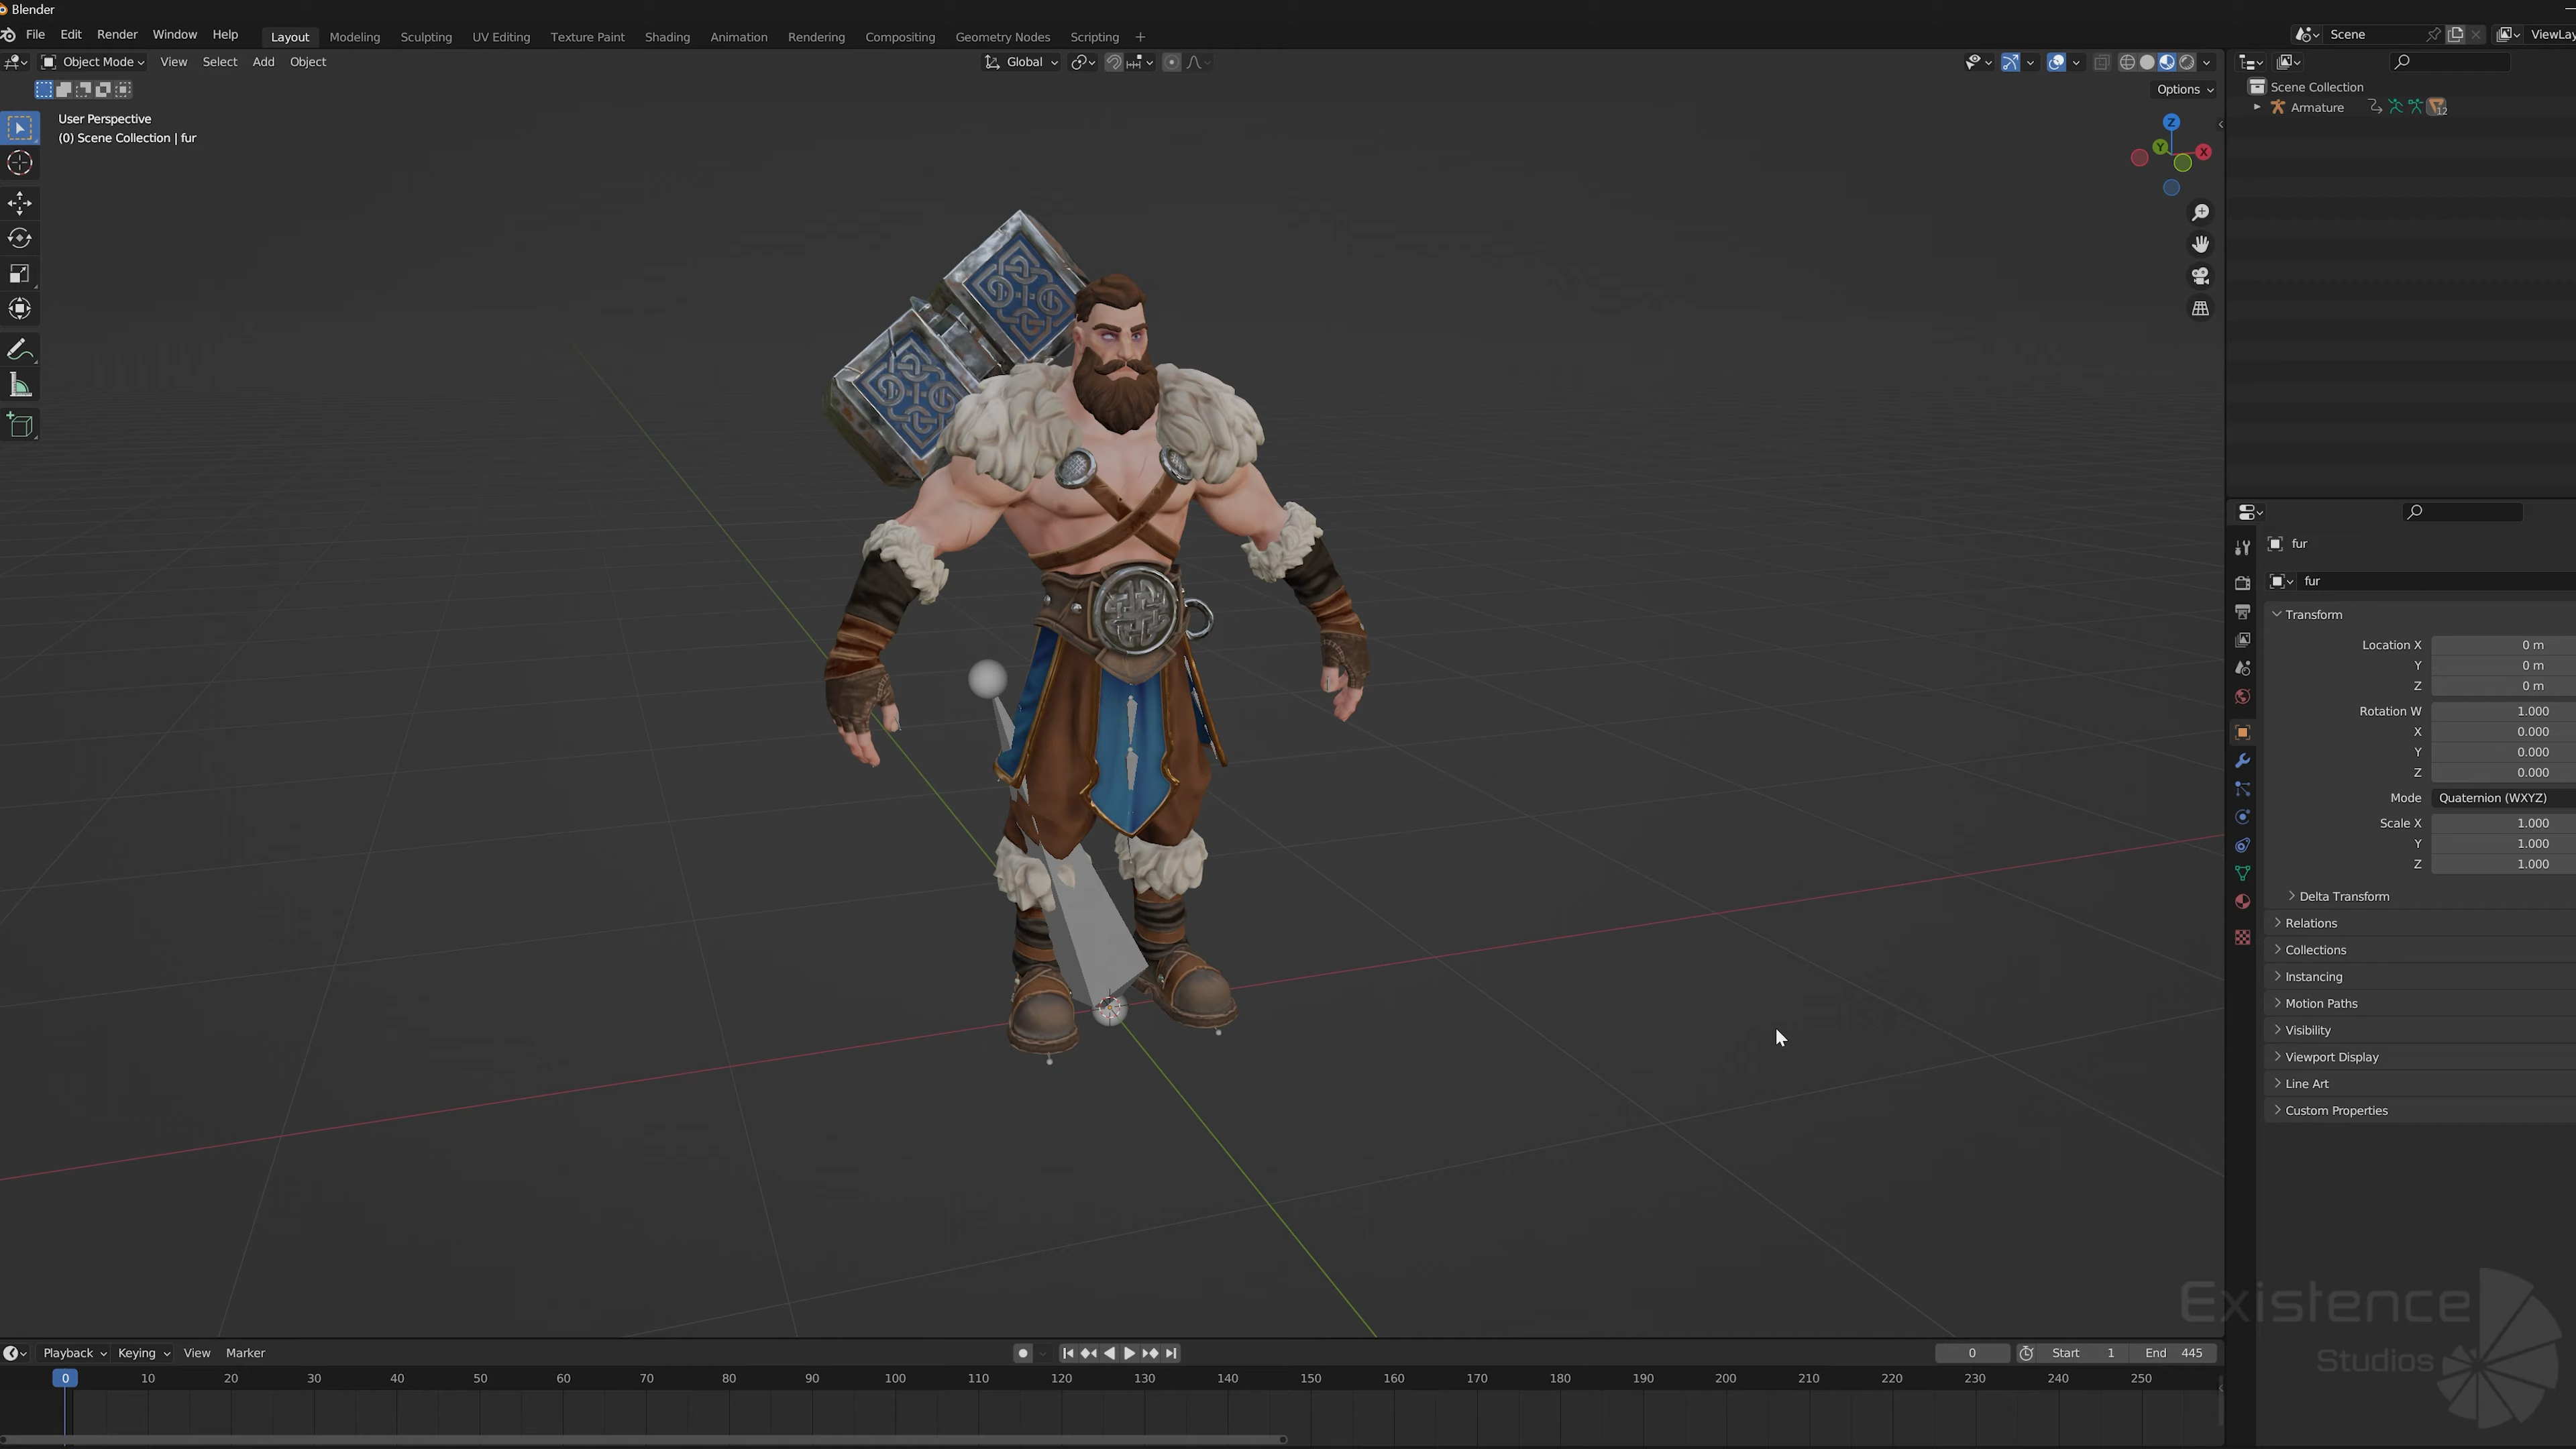 Blender
File Edit Render Window Help Layout Modeling Sculpting UV Editing Texture Paint Shading Animation Rendering Compositing Geometry Nodes Scripting + Scene ViewLay
Object Mode View Select Add Object Global
Options
User Perspective
(0) Scene Collection | fur
Z
Y
X
Scene Collection
Armature 12
fur
fur
Transform
Location X 0 m
Y 0 m
Z 0 m
Rotation W 1.000
X 0.000
Y 0.000
Z 0.000
Mode Quaternion (WXYZ)
Scale X 1.000
Y 1.000
Z 1.000
Delta Transform
Relations
Collections
Instancing
Motion Paths
Visibility
Viewport Display
Line Art
Custom Properties
Existence
Studios
Playback Keying View Marker 0 Start 1 End 445
0 10 20 30 40 50 60 70 80 90 100 110 120 130 140 150 160 170 180 190 200 210 220 230 240 250